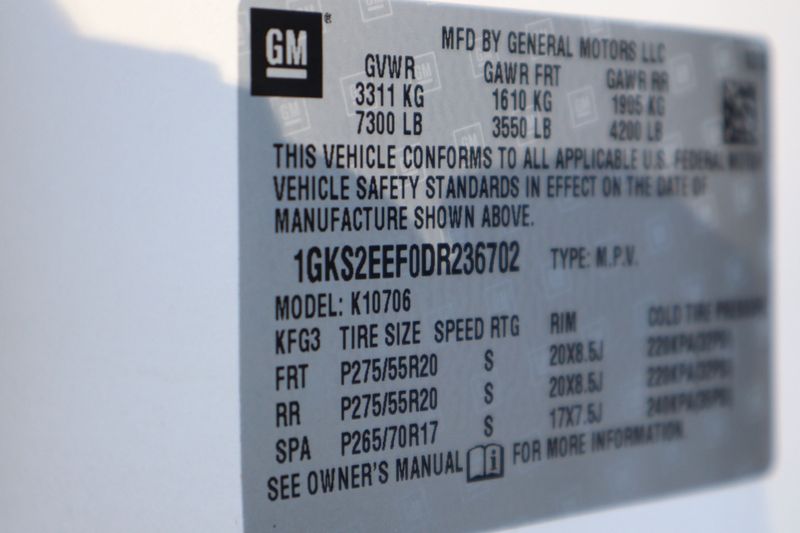 GM
MFD BY GENERAL MOTORS LLC
GVWR GAWR FRT GAWR RR
3311 KG 1610 KG 1905 KG
7300 LB 3550 LB 4200 LB
THIS VEHICLE CONFORMS TO ALL APPLICABLE U.S. FEDERAL MOTOR
VEHICLE SAFETY STANDARDS IN EFFECT ON THE DATE OF
MANUFACTURE SHOWN ABOVE.
1GKS2EEF0DR236702 TYPE: M.P.V.
MODEL: K10706
KFG3 TIRE SIZE SPEED RTG RIM COLD TIRE PRESSURE
FRT P275/55R20 S 20X8.5J
RR P275/55R20 S 20X8.5J
SPA P265/70R17 S 17X7.5J
SEE OWNER'S MANUAL FOR MORE INFORMATION.